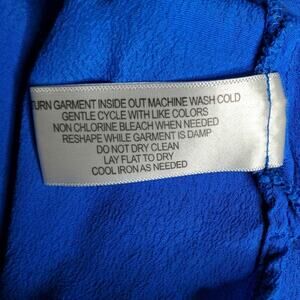 TURN GARMENT INSIDE OUT MACHINE WASH COLD
GENTLE CYCLE WITH LIKE COLORS
NON CHLORINE BLEACH WHEN NEEDED
RESHAPE WHILE GARMENT IS DAMP
DO NOT DRY CLEAN
LAY FLAT TO DRY
COOL IRON AS NEEDED